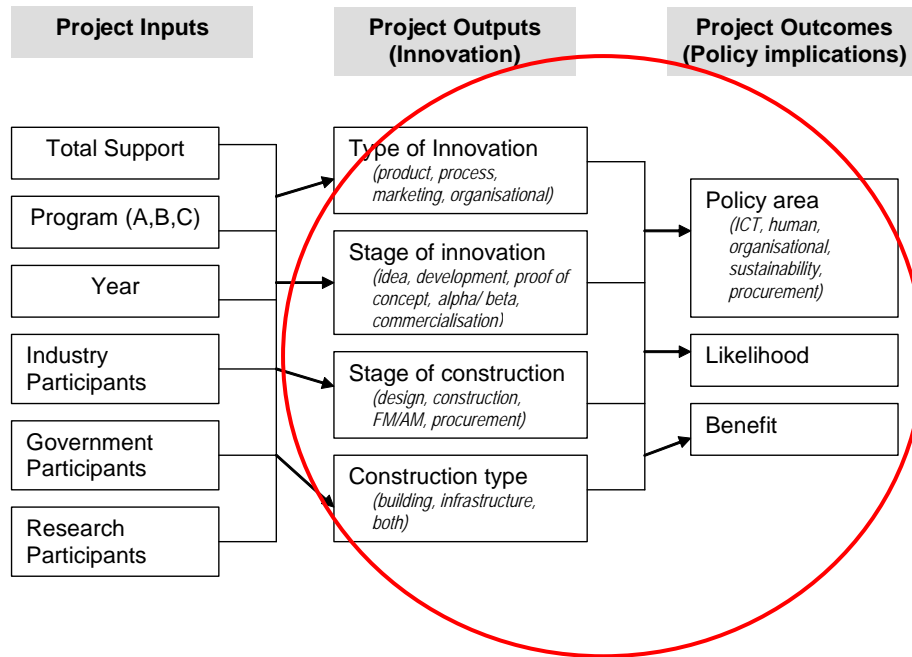 Project Inputs
Project Outputs
(Innovation)
Project Outcomes
(Policy implications)
Total Support
Program (A,B,C)
Year
Industry
Participants
Government
Participants
Research
Participants
Type of Innovation
(product, process,
marketing, organisational)
Stage of innovation
(idea, development, proof of
concept, alpha/ beta,
commercialisation)
Stage of construction
(design, construction,
FM/AM, procurement)
Construction type
(building, infrastructure,
both)
Policy area
(ICT, human,
organisational,
sustainability,
procurement)
Likelihood
Benefit